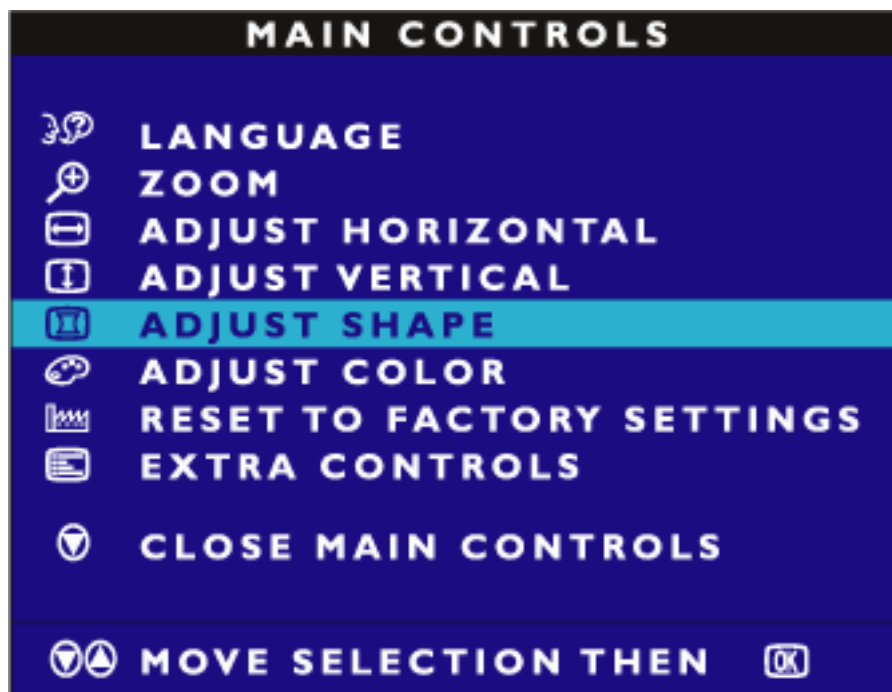 MAIN CONTROLS
LANGUAGE
ZOOM
ADJUST HORIZONTAL
ADJUST VERTICAL
ADJUST SHAPE
ADJUST COLOR
RESET TO FACTORY SETTINGS
EXTRA CONTROLS
CLOSE MAIN CONTROLS
MOVE SELECTION THEN OK